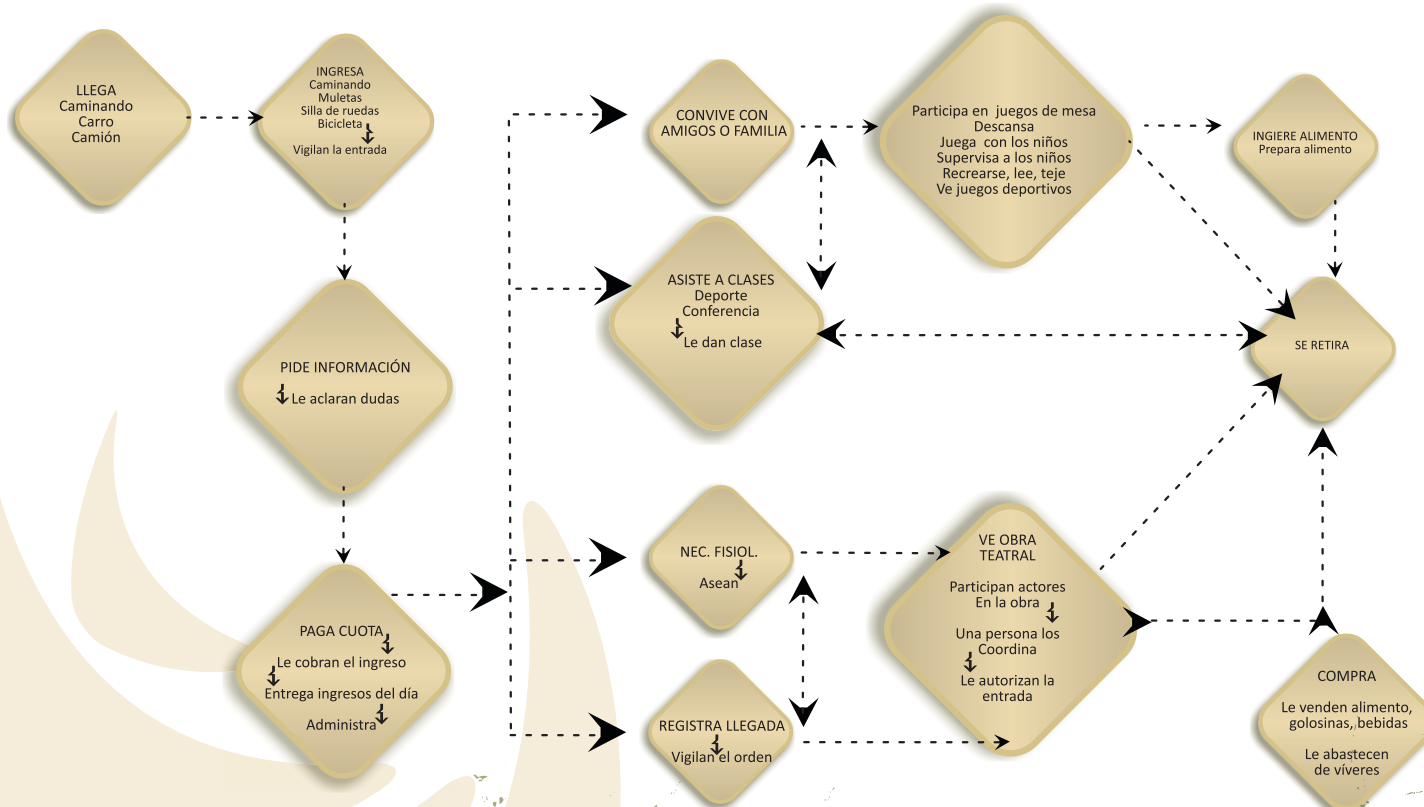 LLEGA
Caminando
Carro
Camión
INGRESA
Caminando
Muletas
Silla de ruedas
Bicicleta
Vigilan la entrada
PIDE INFORMACIÓN
Le aclaran dudas
PAGA CUOTA
Le cobran el ingreso
Entrega ingresos del día
Administra
CONVIVE CON
AMIGOS O FAMILIA
ASISTE A CLASES
Deporte
Conferencia
Le dan clase
NEC. FISIOL.
Asean
REGISTRA LLEGADA
Vigilan el orden
Participa en juegos de mesa
Descansa
Juega con los niños
Supervisa a los niños
Recrearse, lee, teje
Ve juegos deportivos
VE OBRA
TEATRAL
Participan actores
En la obra
Una persona los
Coordina
Le autorizan la
entrada
INGIERE ALIMENTO
Prepara alimento
SE RETIRA
COMPRA
Le venden alimento,
golosinas, bebidas
Le abastecen
de víveres